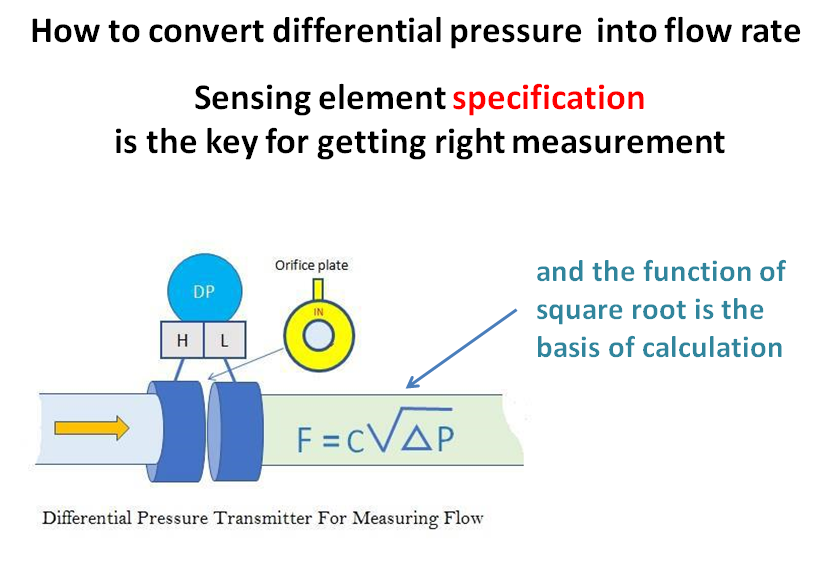 How to convert differential pressure into flow rate
Sensing element specification
is the key for getting right measurement
Orifice plate
DP
IN
H L
and the function of
square root is the
basis of calculation
F = C√△P
Differential Pressure Transmitter For Measuring Flow